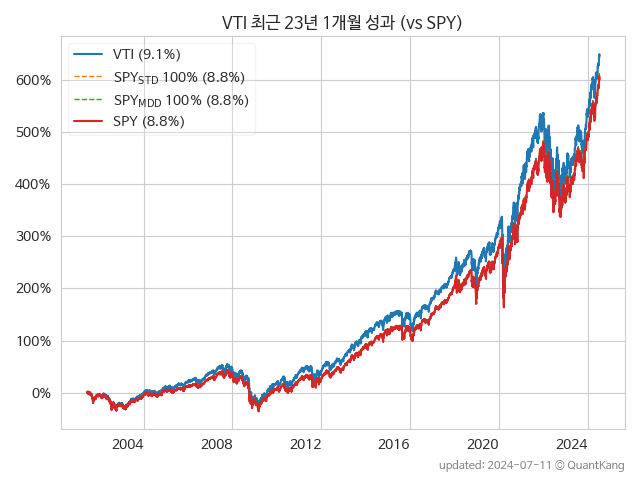 VTI 최근 23년 1개월 성과 (vs SPY)
VTI (9.1%)
SPYSTD 100% (8.8%)
SPYMDD 100% (8.8%)
SPY (8.8%)
600%
500%
400%
300%
200%
100%
0%
2004 2008 2012 2016 2020 2024
updated: 2024-07-11 © QuantKang